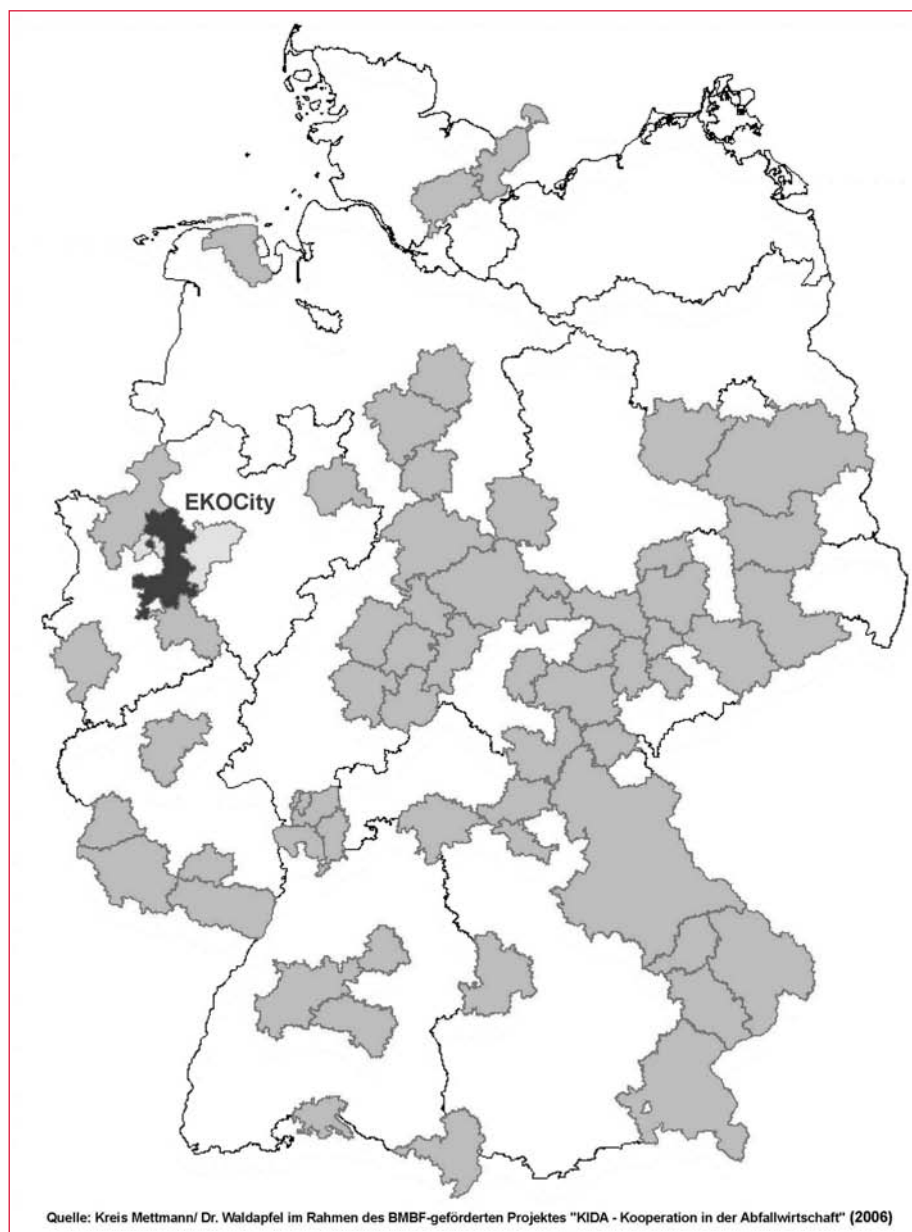 EKOCity
Quelle: Kreis Mettmann/ Dr. Waldapfel im Rahmen des BMBF-geförderten Projektes "KIDA - Kooperation in der Abfallwirtschaft" (2006)